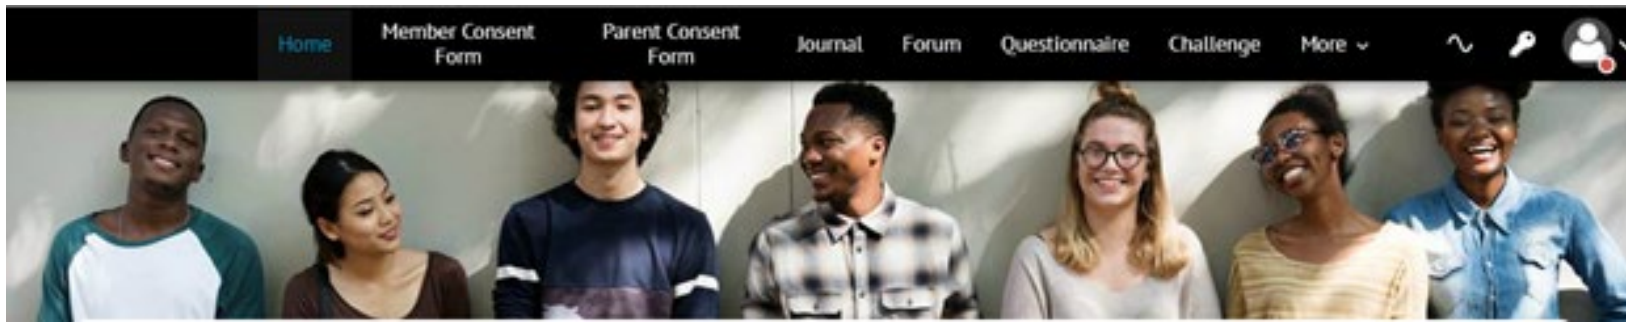 Home
Member Consent
Form
Parent Consent
Form
Journal
Forum
Questionnaire
Challenge
More